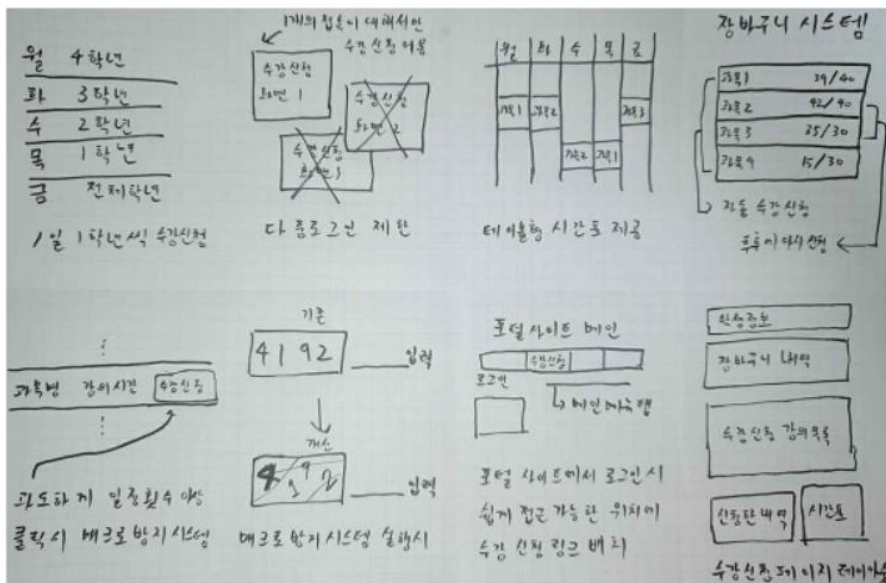 월 4학년
화 3학년
수 2학년
목 1학년
금 전체학년
1일 1학년씩 수강신청
1개의 접속에 대해서만
수강신청 허용
수강신청
화면 1
수강신청
화면 2
수강신청
화면 3
다중로그인 제한
월 화 수 목 금
과목1 과목2 과목3
과목2 과목1
테이블형 시간표 제공
장바구니 시스템
과목1 39/40
과목2 42/40
과목3 35/30
과목4 15/30
자동 수강신청
추후에 다시 신청
과목명 강의시간 수강신청
과도하게 일정횟수 이상
클릭시 매크로 방지 시스템
기존
4192
입력
개선
4 9 2
입력
매크로 방지 시스템 실행시
포털 사이트 메인
수강신청
로그인
메인메뉴탭
포털 사이트에서 로그인시
쉽게 접근 가능한 위치에
수강 신청 링크 배치
학생정보
장바구니 내역
수강신청 강의목록
신청한 내역
시간표
수강신청 페이지 레이아웃